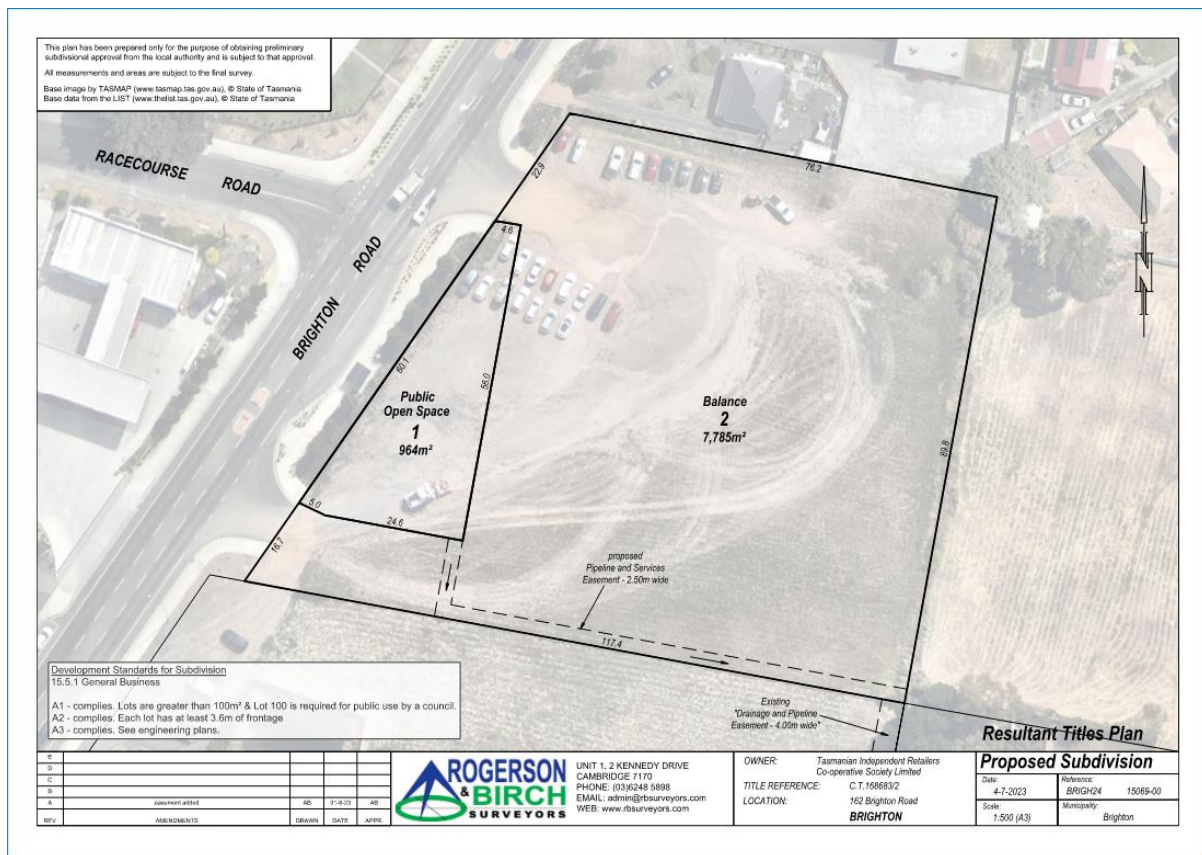 This plan has been prepared only for the purpose of obtaining preliminary
subdivisional approval from the local authority and is subject to that approval.
All measurements and areas are subject to the final survey.
Base image by TASMAP (www.tasmap.tas.gov.au), © State of Tasmania
Base data from the LIST (www.thelist.tas.gov.au), © State of Tasmania
RACECOURSE ROAD
BRIGHTON ROAD
22.9
76.2
4.6
60.1
56.0
89.8
Public
Open Space
1
964m²
Balance
2
7,785m²
5.0
24.6
16.7
proposed
Pipeline and Services
Easement - 2.50m wide
117.4
N
Existing
"Drainage and Pipeline
Easement - 4.00m wide"
Development Standards for Subdivision
15.5.1 General Business
A1 - complies. Lots are greater than 100m² & Lot 100 is required for public use by a council.
A2 - complies. Each lot has at least 3.6m of frontage
A3 - complies. See engineering plans.
Resultant Titles Plan
E
D
C
B
A easement added AB 31-8-23 AB
REV AMENDMENTS DRAWN DATE APPR.
ROGERSON
& BIRCH
SURVEYORS
UNIT 1, 2 KENNEDY DRIVE
CAMBRIDGE 7170
PHONE: (03)6248 5898
EMAIL: admin@rbsurveyors.com
WEB: www.rbsurveyors.com
OWNER: Tasmanian Independent Retailers
Co-operative Society Limited
TITLE REFERENCE: C.T.168683/2
LOCATION: 162 Brighton Road
BRIGHTON
Proposed Subdivision
Date: 4-7-2023
Reference: BRIGH24 15069-00
Scale: 1:500 (A3)
Municipality: Brighton